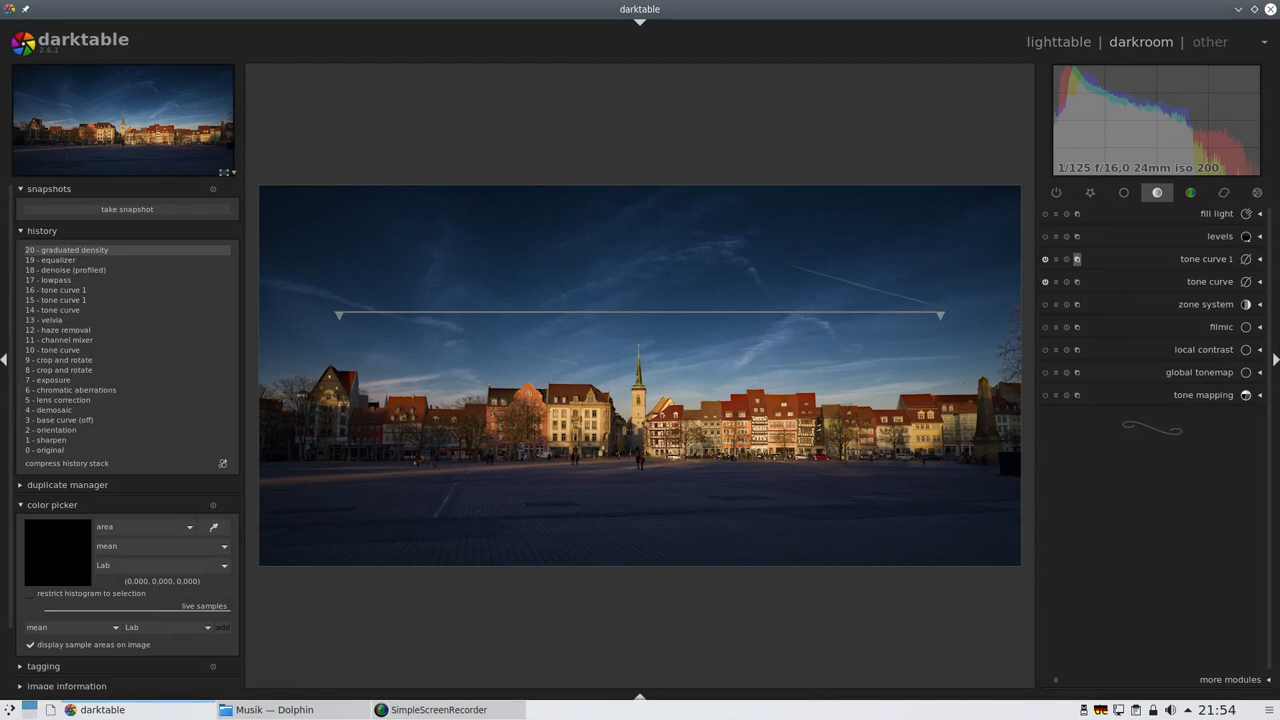 darktable
darktable
2.6.1
lighttable | darkroom | other
1/125 f/16,0 24mm iso 200
snapshots
take snapshot
history
20 - graduated density
19 - equalizer
18 - denoise (profiled)
17 - lowpass
16 - tone curve 1
15 - tone curve 1
14 - tone curve
13 - velvia
12 - haze removal
11 - channel mixer
10 - tone curve
9 - crop and rotate
8 - crop and rotate
7 - exposure
6 - chromatic aberrations
5 - lens correction
4 - demosaic
3 - base curve (off)
2 - orientation
1 - sharpen
0 - original
compress history stack
duplicate manager
color picker
area
mean
Lab
(0,000, 0,000, 0,000)
restrict histogram to selection
live samples
mean Lab add
display sample areas on image
tagging
image information
fill light
levels
tone curve 1
tone curve
zone system
filmic
local contrast
global tonemap
tone mapping
more modules
darktable
Musik — Dolphin
SimpleScreenRecorder
21:54